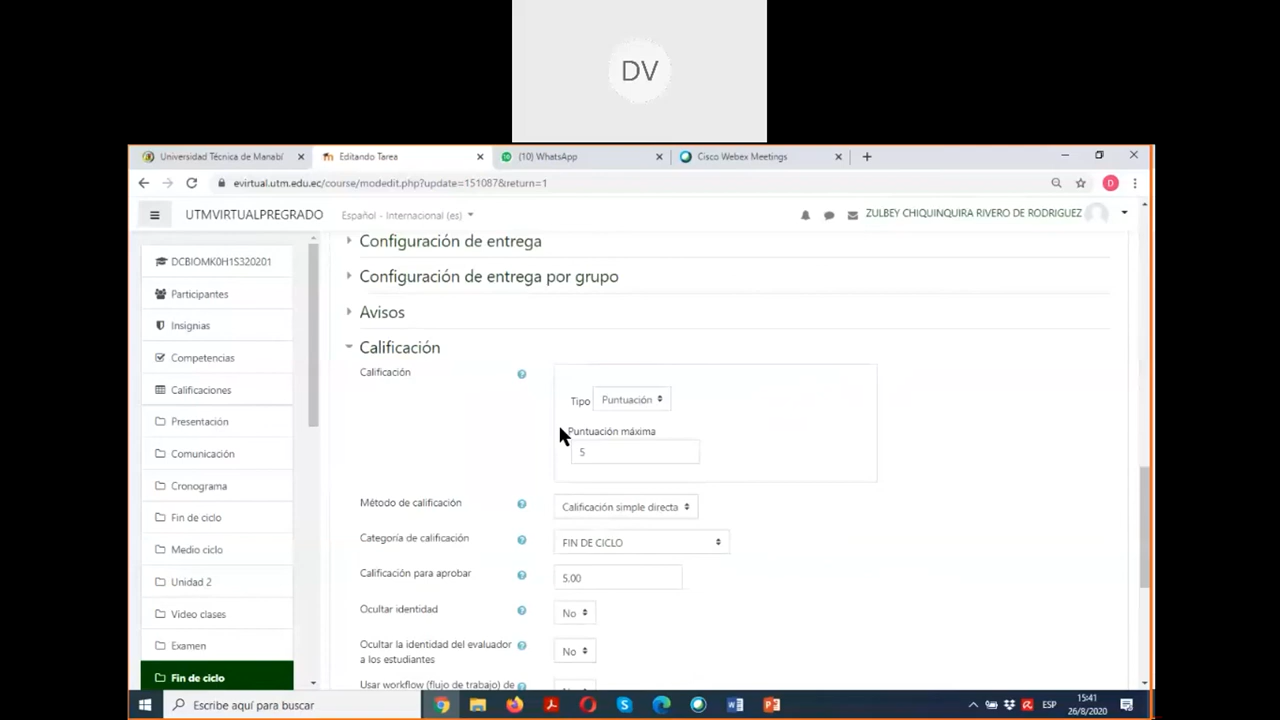 DV
Universidad Técnica de Manabí
Editando Tarea
(10) WhatsApp
Cisco Webex Meetings
evirtual.utm.edu.ec/course/modedit.php?update=151087&return=1
D
UTMVIRTUALPREGRADO
Español - Internacional (es)
ZULBEY CHIQUINQUIRA RIVERO DE RODRIGUEZ
DCBIOMK0H1S320201
Participantes
Insignias
Competencias
Calificaciones
Presentación
Comunicación
Cronograma
Fin de ciclo
Medio ciclo
Unidad 2
Video clases
Examen
Fin de ciclo
Configuración de entrega
Configuración de entrega por grupo
Avisos
Calificación
Calificación
Tipo Puntuación
Puntuación máxima
5
Método de calificación
Calificación simple directa
Categoría de calificación
FIN DE CICLO
Calificación para aprobar
5.00
Ocultar identidad
No
Ocultar la identidad del evaluador
a los estudiantes
No
Usar workflow (flujo de trabajo) de
Escribe aquí para buscar
ESP
15:41
26/8/2020